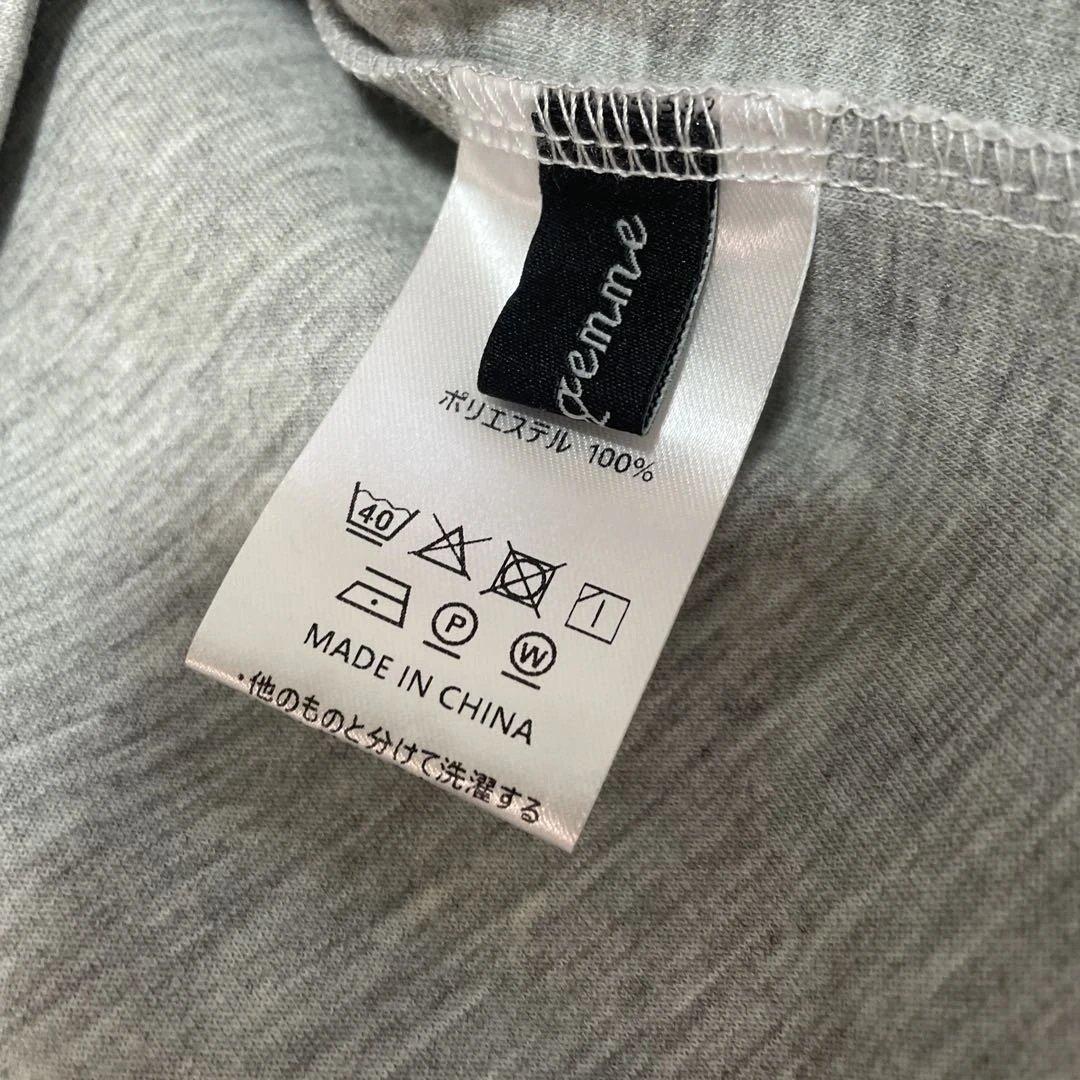 gemme
ポリエステル 100%
40
P
W
MADE IN CHINA
・他のものと分けて洗濯する